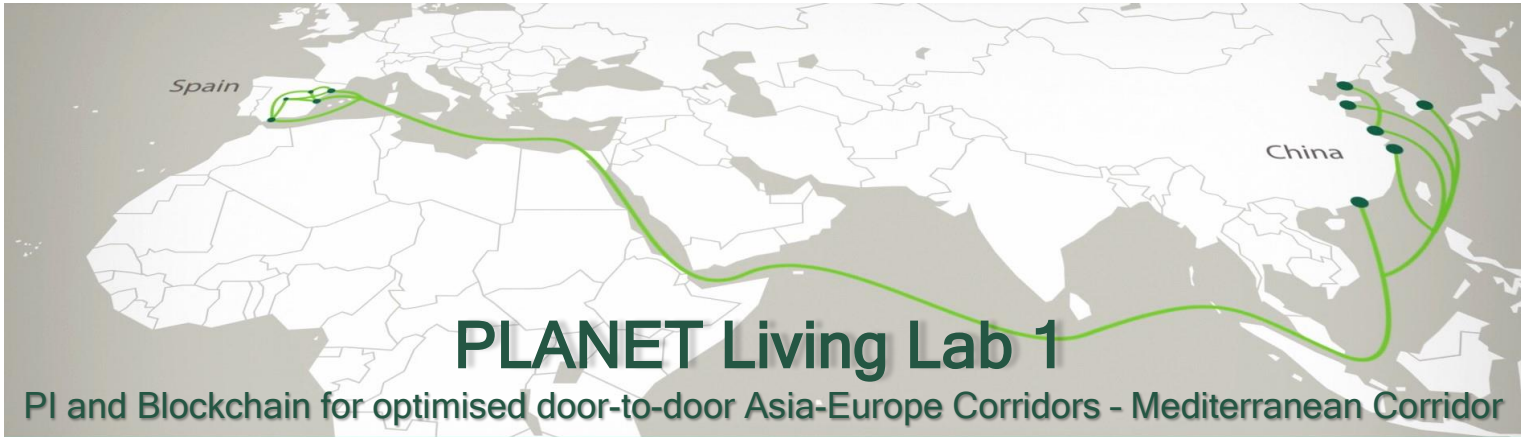 Spain
China
PLANET Living Lab 1
PI and Blockchain for optimised door-to-door Asia-Europe Corridors - Mediterranean Corridor